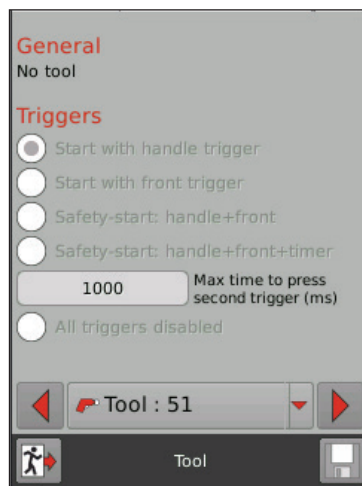 General
No tool
Triggers
Start with handle trigger
Start with front trigger
Safety-start: handle+front
Safety-start: handle+front+timer
1000
Max time to press
second trigger (ms)
All triggers disabled
Tool : 51
Tool